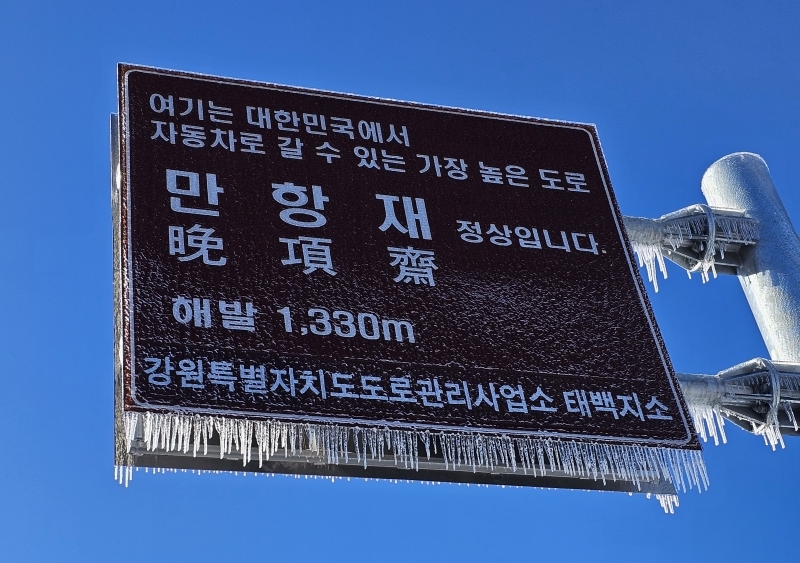 여기는 대한민국에서
자동차로 갈 수 있는 가장 높은 도로
만 항 재 정상입니다.
晩 項 齋
해발 1,330m
강원특별자치도도로관리사업소 태백지소